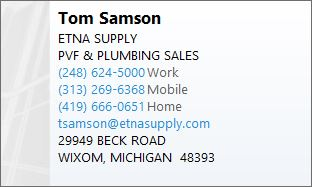 Tom Samson
ETNA SUPPLY
PVF & PLUMBING SALES
(248) 624-5000 Work
(313) 269-6368 Mobile
(419) 666-0651 Home
tsamson@etnasupply.com
29949 BECK ROAD
WIXOM, MICHIGAN  48393